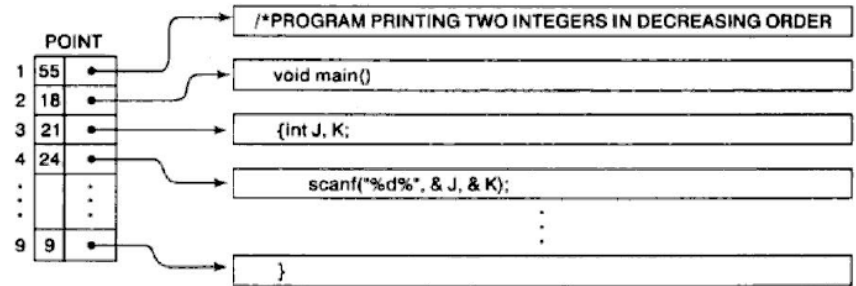 POINT
/*PROGRAM PRINTING TWO INTEGERS IN DECREASING ORDER
1 55
void main()
2 18
3 21 {int J, K;
4 24
scanf("%d%", & J, & K);
9 9
}